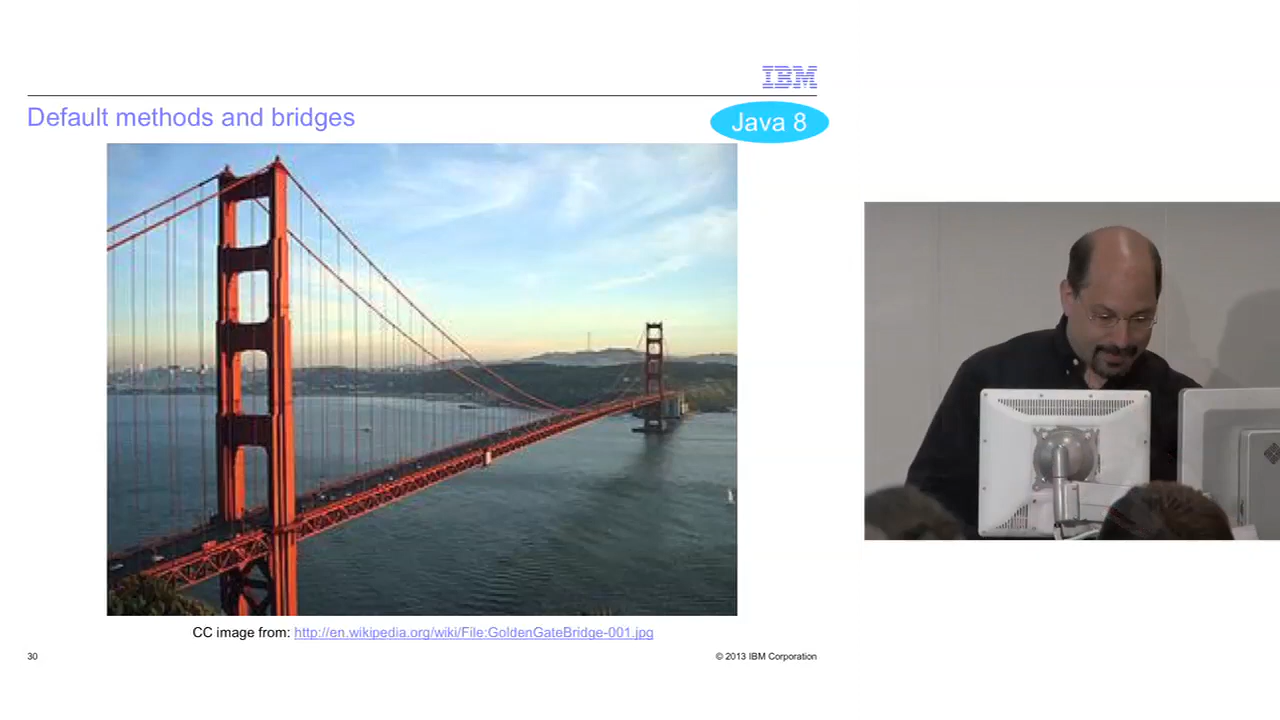 IBM
Default methods and bridges
Java 8
CC image from: http://en.wikipedia.org/wiki/File:GoldenGateBridge-001.jpg
30
© 2013 IBM Corporation